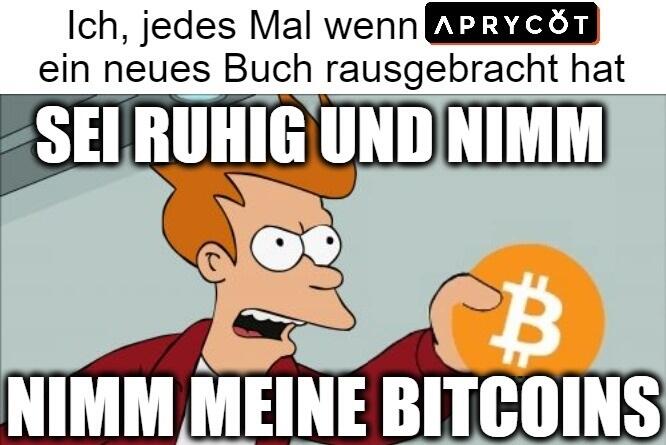 Ich, jedes Mal wenn APRYCOT
ein neues Buch rausgebracht hat
SEI RUHIG UND NIMM
₿
NIMM MEINE BITCOINS